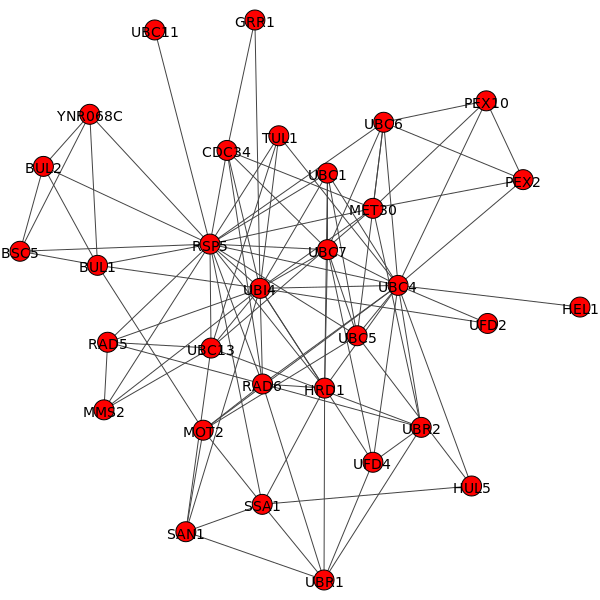 GRR1
UBC11
PEX10
YNR068C
UBC6
TUL1
CDC34
BUL2
UBC1
PEX2
MET30
RSP5
UBC7
BSC5
BUL1
UBI4
UBC4
HEL1
UFD2
UBC5
RAD5
UBC13
RAD6
HRD1
MMS2
MOT2
UBR2
UFD4
HUL5
SSA1
SAN1
UBR1